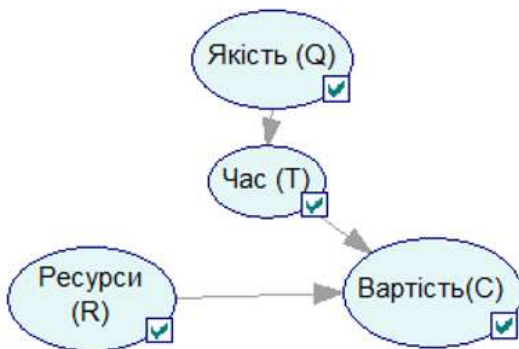 Якість (Q)
Час (T)
Ресурси
(R)
Вартість(C)